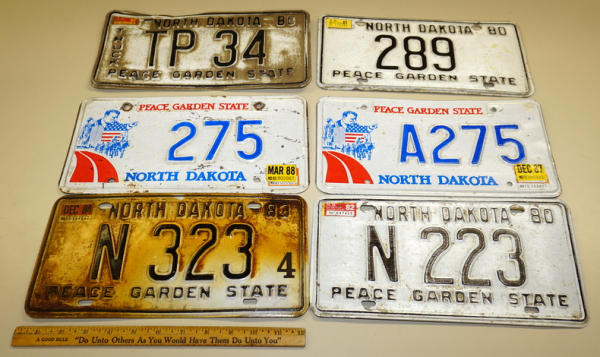 NORTH DAKOTA 80
TP 34
PEACE GARDEN STATE
NORTH DAKOTA 80
289
PEACE GARDEN STATE
PEACE GARDEN STATE
275
MAR 88
NORTH DAKOTA
PEACE GARDEN STATE
A275
DEC 87
NORTH DAKOTA
DEC
NORTH DAKOTA 80
N 323 4
PEACE GARDEN STATE
82
NORTH DAKOTA 80
N 223
PEACE GARDEN STATE
A GOOD RULE "Do Unto Others As You Would Have Them Do Unto You"